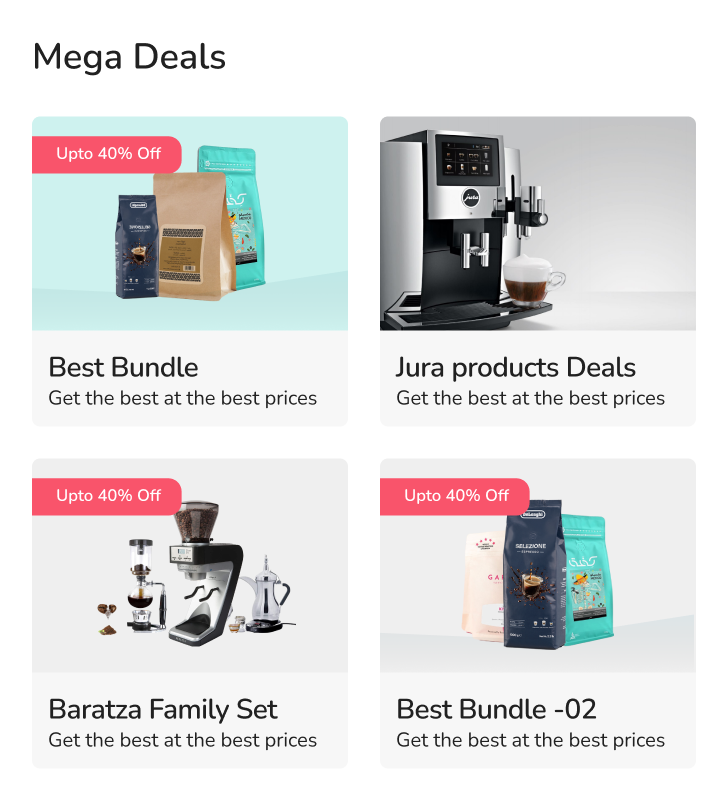 Mega Deals
Upto 40% Off
Best Bundle
Get the best at the best prices
jura
Jura products Deals
Get the best at the best prices
Upto 40% Off
Baratza Family Set
Get the best at the best prices
Upto 40% Off
DeLonghi
SELEZIONE
ESPRESSO
Best Bundle -02
Get the best at the best prices